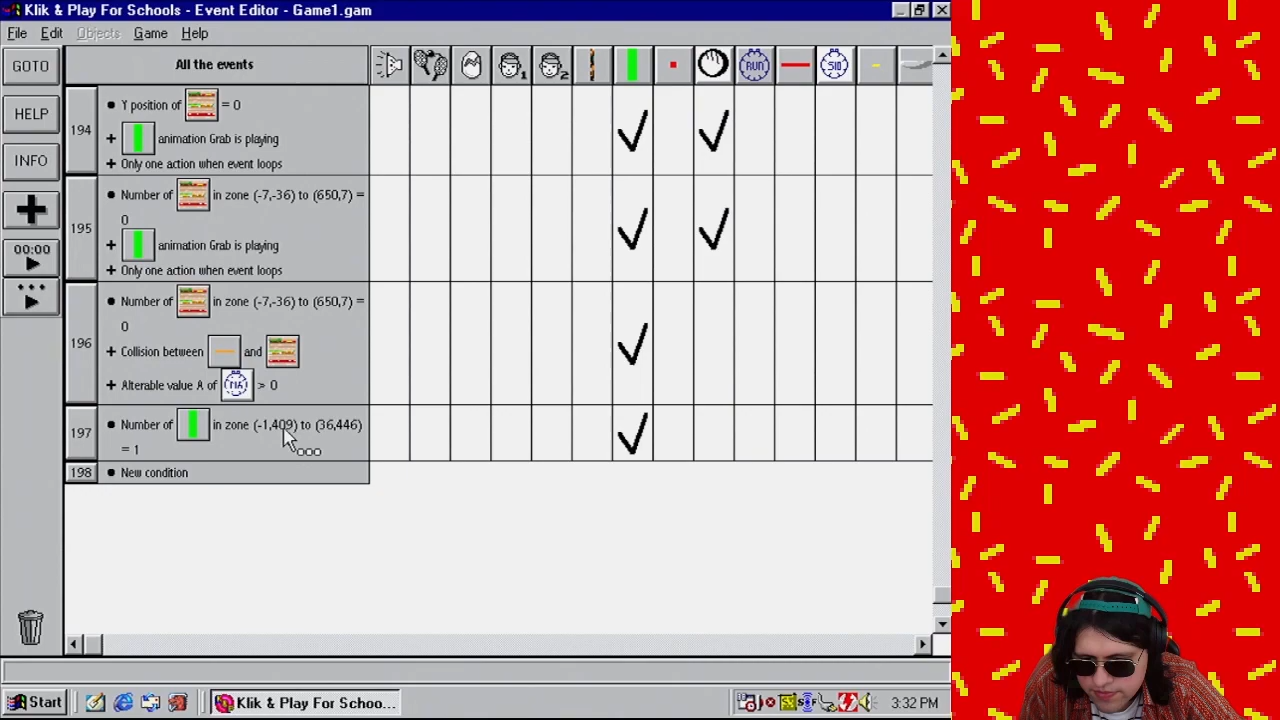 Klik & Play For Schools - Event Editor - Game1.gam
File Edit Objects Game Help
GOTO
All the events
1
2
RUN
HELP
INFO
00:00
194
Y position of = 0
+ animation Grab is playing
+ Only one action when event loops
195
Number of in zone (-7,-36) to (650,7) =
0
+ animation Grab is playing
+ Only one action when event loops
196
Number of in zone (-7,-36) to (650,7) =
0
+ Collision between and
+ Alterable value A of > 0
197
Number of in zone (-1,409) to (36,446)
= 1
198
New condition
Start
Klik & Play For Schoo...
3:32 PM